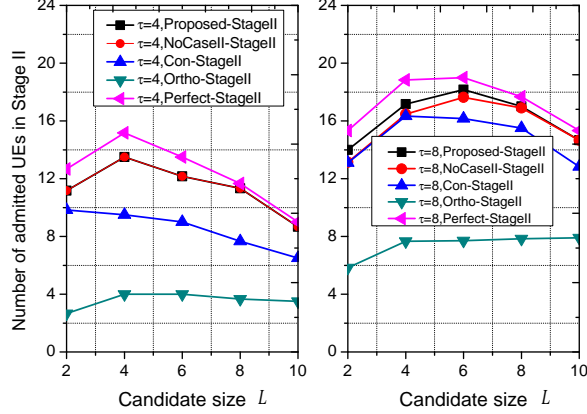 Number of admitted UEs in Stage II
24
20
16
12
8
4
0
2
4
6
8
10
Candidate size L
τ=4,Proposed-StageII
τ=4,NoCaseII-StageII
τ=4,Con-StageII
τ=4,Ortho-StageII
τ=4,Perfect-StageII
24
20
16
12
8
4
0
2
4
6
8
10
Candidate size L
τ=8,Proposed-StageII
τ=8,NoCaseII-StageII
τ=8,Con-StageII
τ=8,Ortho-StageII
τ=8,Perfect-StageII